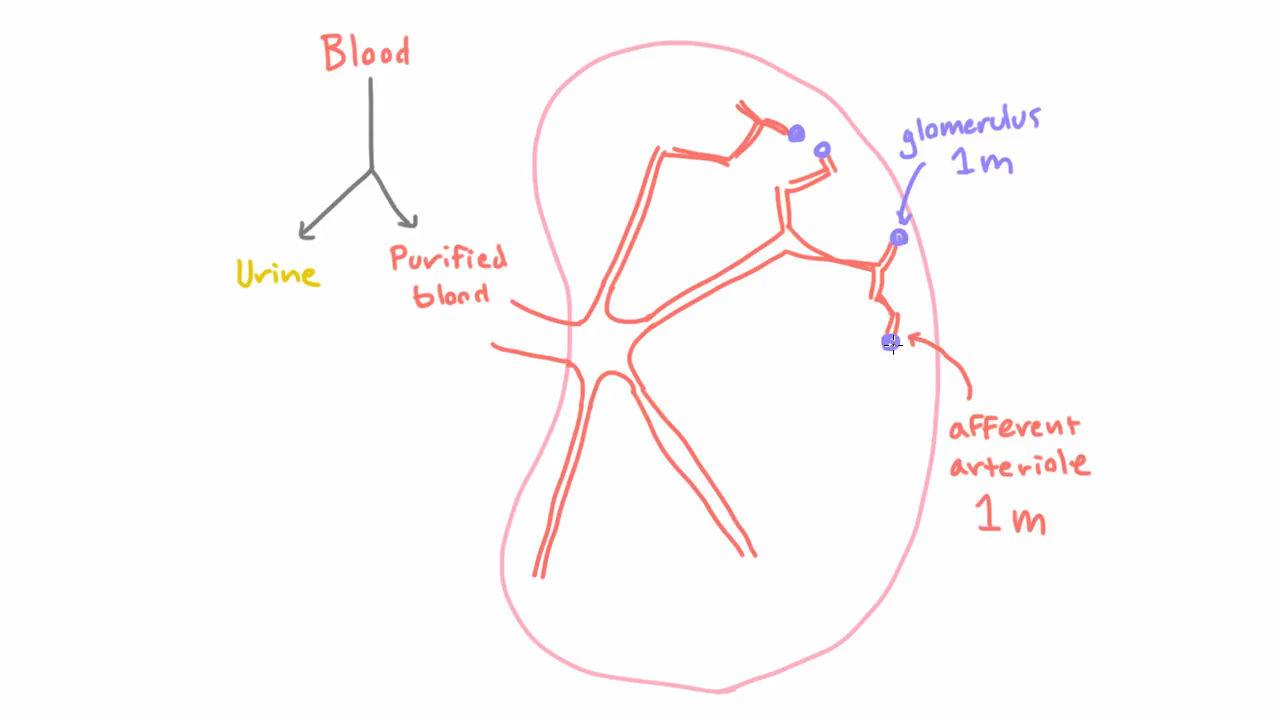 Blood
Urine
Purified
blood
glomerulus
1m
afferent
arteriole
1m